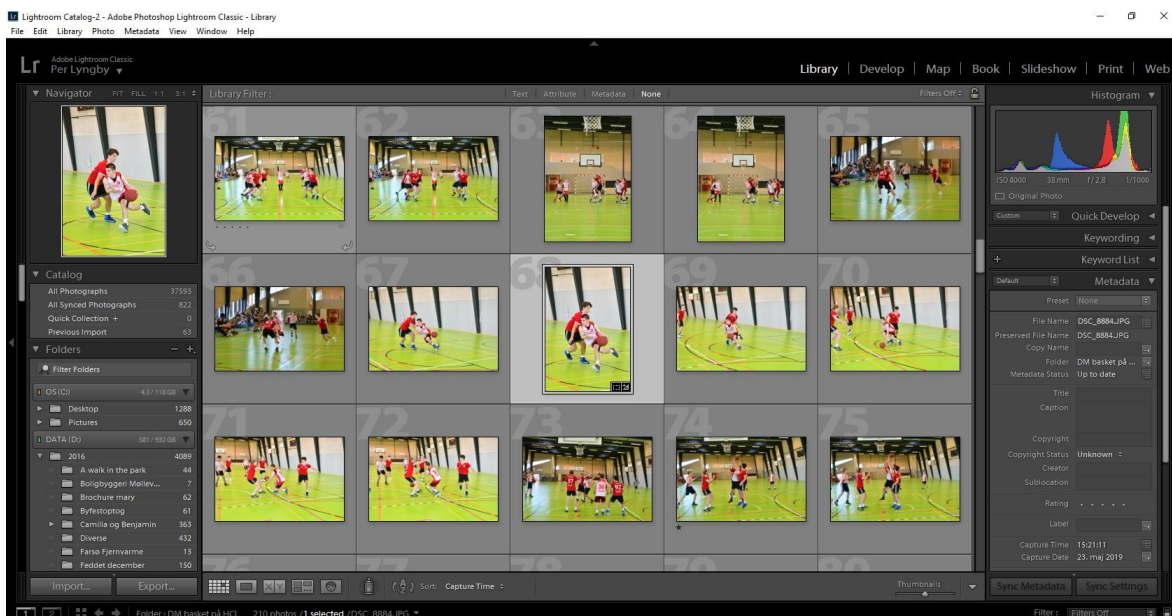 Lightroom Catalog-2 - Adobe Photoshop Lightroom Classic - Library
File Edit Library Photo Metadata View Window Help
Lr Adobe Lightroom Classic
Per Lyngby
Library | Develop | Map | Book | Slideshow | Print | Web
Navigator FIT FILL 1:1 3:1
Library Filter : Text Attribute Metadata None Filters Off
Histogram
ISO 4000 38 mm f / 2,8 1/1000
Original Photo
Custom Quick Develop
Keywording
Keyword List
Default Metadata
Preset None
File Name DSC_8884.JPG
Preserved File Name DSC_8884.JPG
Copy Name
Folder DM basket på ...
Metadata Status Up to date
Title
Caption
Copyright
Copyright Status Unknown
Creator
Sublocation
Rating
Label
Capture Time 15:21:11
Capture Date 23. maj 2019
Sync Metadata Sync Settings
Catalog
All Photographs 37593
All Synced Photographs 822
Quick Collection + 0
Previous Import 63
Folders
Filter Folders
OS (C:) 4,3 / 118 GB
Desktop 1288
Pictures 650
DATA (D:) 581 / 932 GB
2016 4089
A walk in the park 44
Boligbyggeri Møllev... 7
Brochure mary 62
Byfestoptog 61
Camilla og Benjamin 363
Diverse 432
Farsø Fjernvarme 13
Feddet december 150
Import... Export...
61 62 63 64 65
66 67 68 69 70
71 72 73 74 75
76 77 78 79 80
Sort: Capture Time Thumbnails
1 2 Folder : DM basket på HCI 210 photos / 1 selected / DSC_8884.JPG Filter : Filters Off